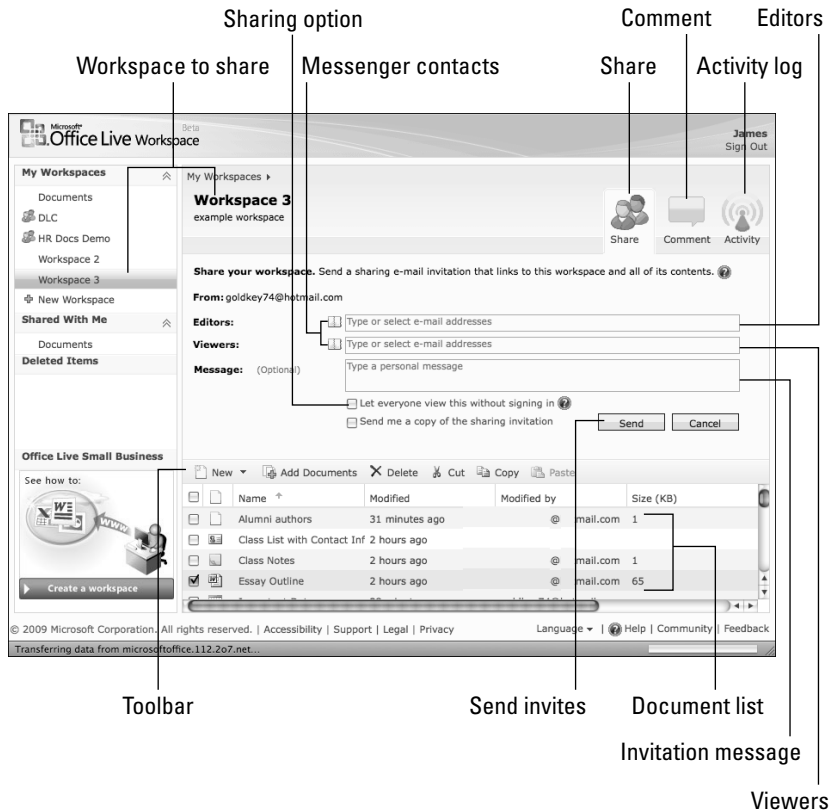 Sharing option
Comment
Editors
Workspace to share
Messenger contacts
Share
Activity log
Microsoft®
Office Live Workspace
Beta
James
Sign Out
My Workspaces
Documents
DLC
HR Docs Demo
Workspace 2
Workspace 3
New Workspace
Shared With Me
Documents
Deleted Items
Office Live Small Business
See how to:
WWW
Create a workspace
My Workspaces
Workspace 3
example workspace
Share
Comment
Activity
Share your workspace. Send a sharing e-mail invitation that links to this workspace and all of its contents.
From: goldkey74@hotmail.com
Editors:
Type or select e-mail addresses
Viewers:
Type or select e-mail addresses
Message: (Optional)
Type a personal message
Let everyone view this without signing in
Send me a copy of the sharing invitation
Send
Cancel
New
Add Documents
Delete
Cut
Copy
Paste
Name
Modified
Modified by
Size (KB)
Alumni authors 31 minutes ago @ mail.com 1
Class List with Contact Inf 2 hours ago
Class Notes 2 hours ago @ mail.com 1
Essay Outline 2 hours ago @ mail.com 65
© 2009 Microsoft Corporation. All rights reserved. | Accessibility | Support | Legal | Privacy
Language | Help | Community | Feedback
Transferring data from microsoftoffice.112.2o7.net...
Toolbar
Send invites
Document list
Invitation message
Viewers